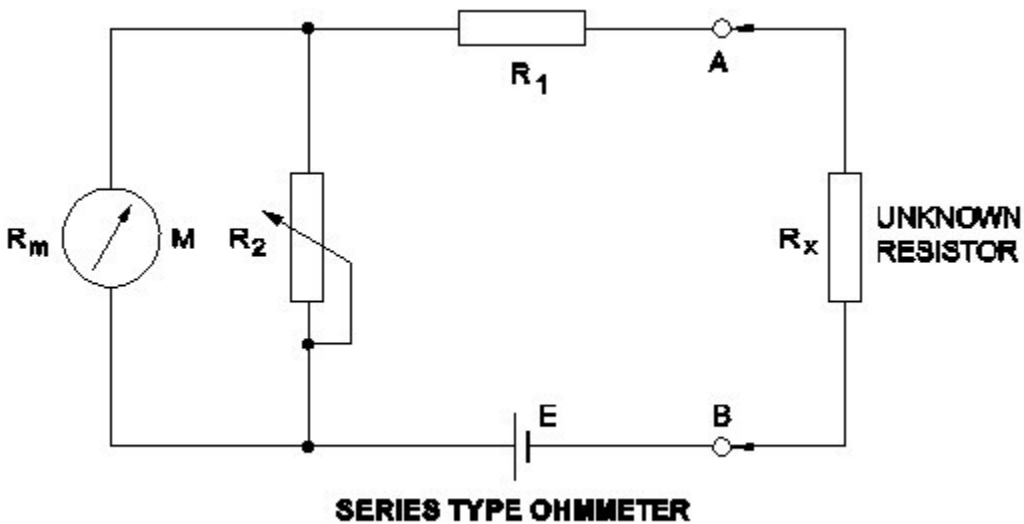 R1
A
Rm
M
R2
Rx
UNKNOWN
RESISTOR
E
B
SERIES TYPE OHMMETER